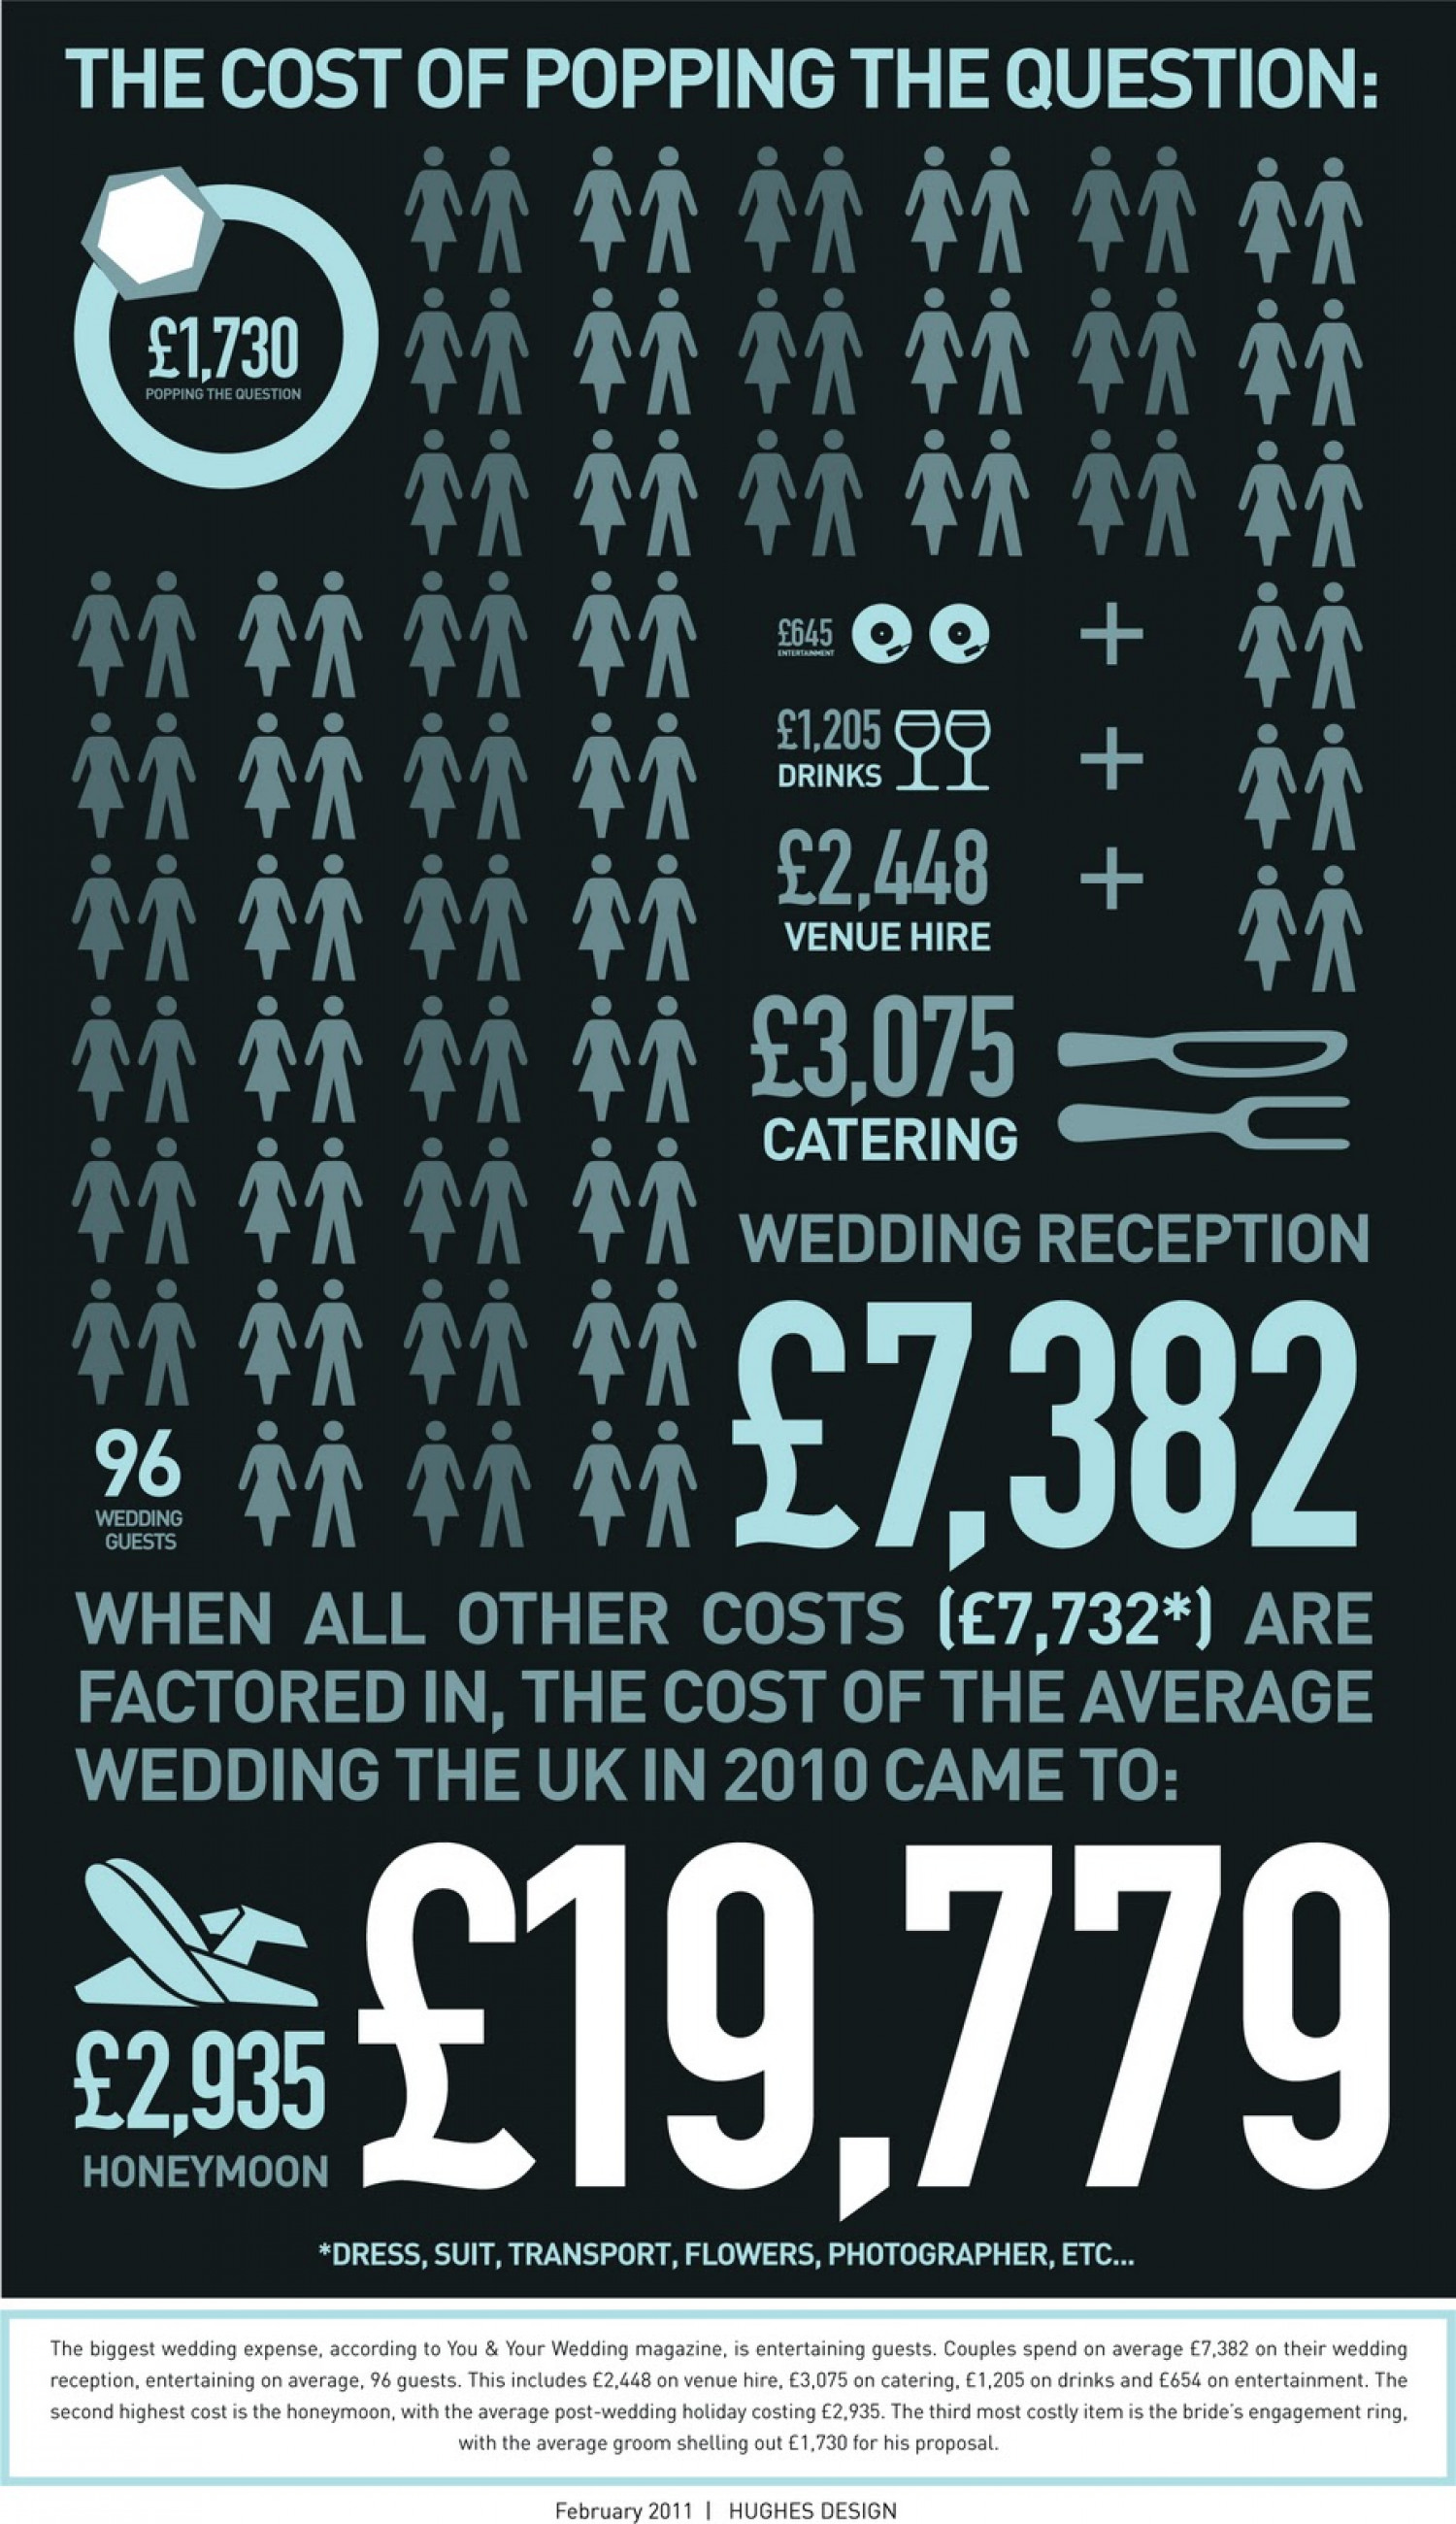 THE COST OF POPPING THE QUESTION:
£1,730
POPPING THE QUESTION
£645
ENTERTAINMENT
+
£1,205
DRINKS
+
£2,448
VENUE HIRE
+
£3,075
CATERING
WEDDING RECEPTION
£7,382
96
WEDDING
GUESTS
WHEN ALL OTHER COSTS (£7,732*) ARE
FACTORED IN, THE COST OF THE AVERAGE
WEDDING THE UK IN 2010 CAME TO:
£19,779
£2,935
HONEYMOON
*DRESS, SUIT, TRANSPORT, FLOWERS, PHOTOGRAPHER, ETC...
The biggest wedding expense, according to You & Your Wedding magazine, is entertaining guests. Couples spend on average £7,382 on their wedding
reception, entertaining on average, 96 guests. This includes £2,448 on venue hire, £3,075 on catering, £1,205 on drinks and £654 on entertainment. The
second highest cost is the honeymoon, with the average post-wedding holiday costing £2,935. The third most costly item is the bride's engagement ring,
with the average groom shelling out £1,730 for his proposal.
February 2011 | HUGHES DESIGN